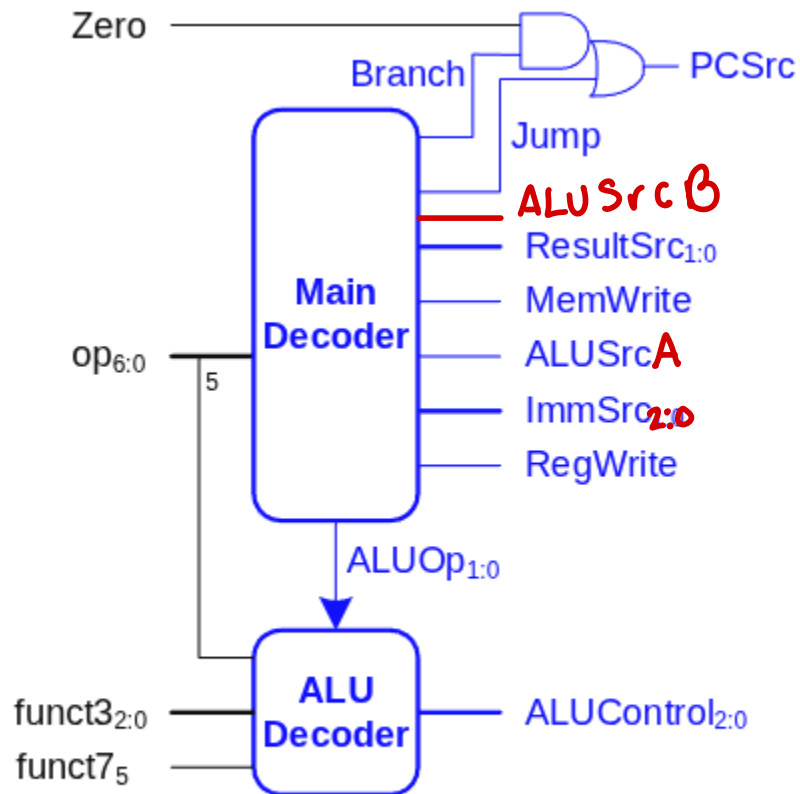 Zero
Branch
PCSrc
Jump
ALUSrcB
ResultSrc1:0
Main
Decoder
MemWrite
op6:0
5
ALUSrcA
ImmSrc2:0
RegWrite
ALUOp1:0
ALU
Decoder
funct32:0
funct75
ALUControl2:0